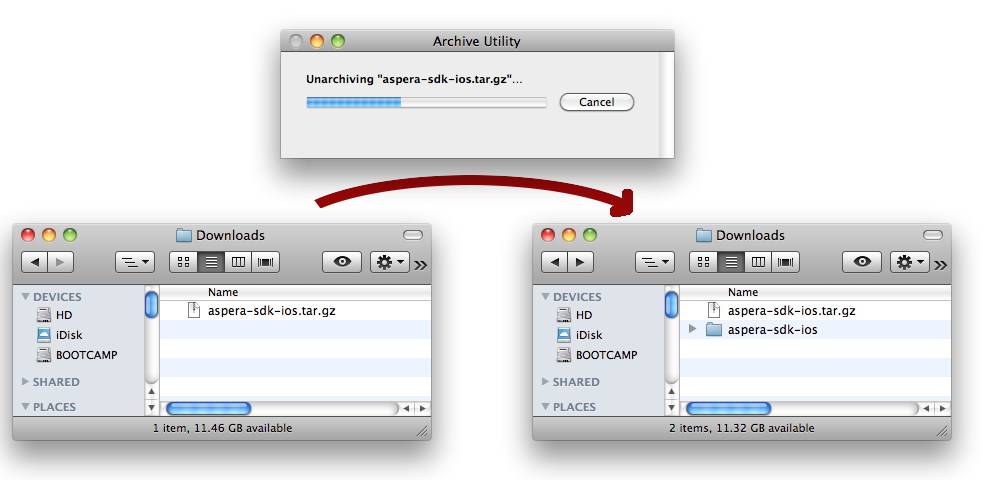 Archive Utility
Unarchiving "aspera-sdk-ios.tar.gz"...
Cancel
Downloads
Name
DEVICES
HD
iDisk
BOOTCAMP
SHARED
PLACES
aspera-sdk-ios.tar.gz
1 item, 11.46 GB available
Downloads
Name
DEVICES
HD
iDisk
BOOTCAMP
SHARED
PLACES
aspera-sdk-ios.tar.gz
aspera-sdk-ios
2 items, 11.32 GB available